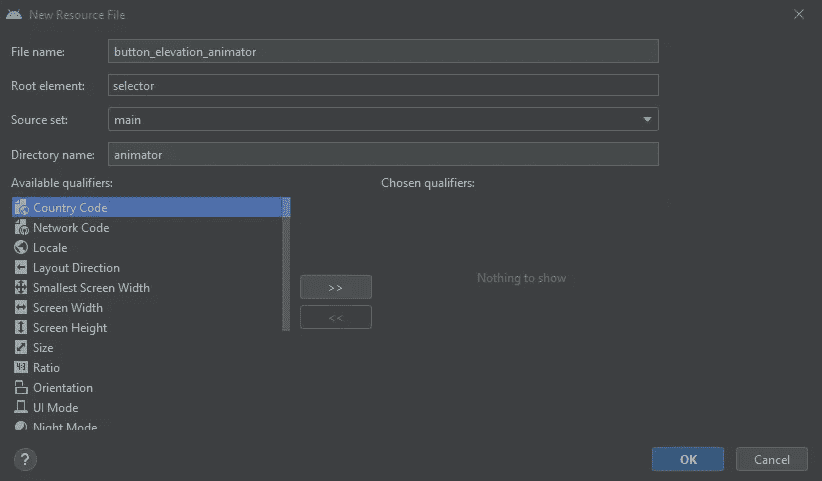 New Resource File
File name: button_elevation_animator
Root element: selector
Source set: main
Directory name: animator
Available qualifiers: Chosen qualifiers:
Country Code
Network Code
Locale
Layout Direction
Smallest Screen Width
Screen Width
Screen Height
Size
Ratio
Orientation
UI Mode
Night Mode
>>
<<
Nothing to show
?
OK Cancel